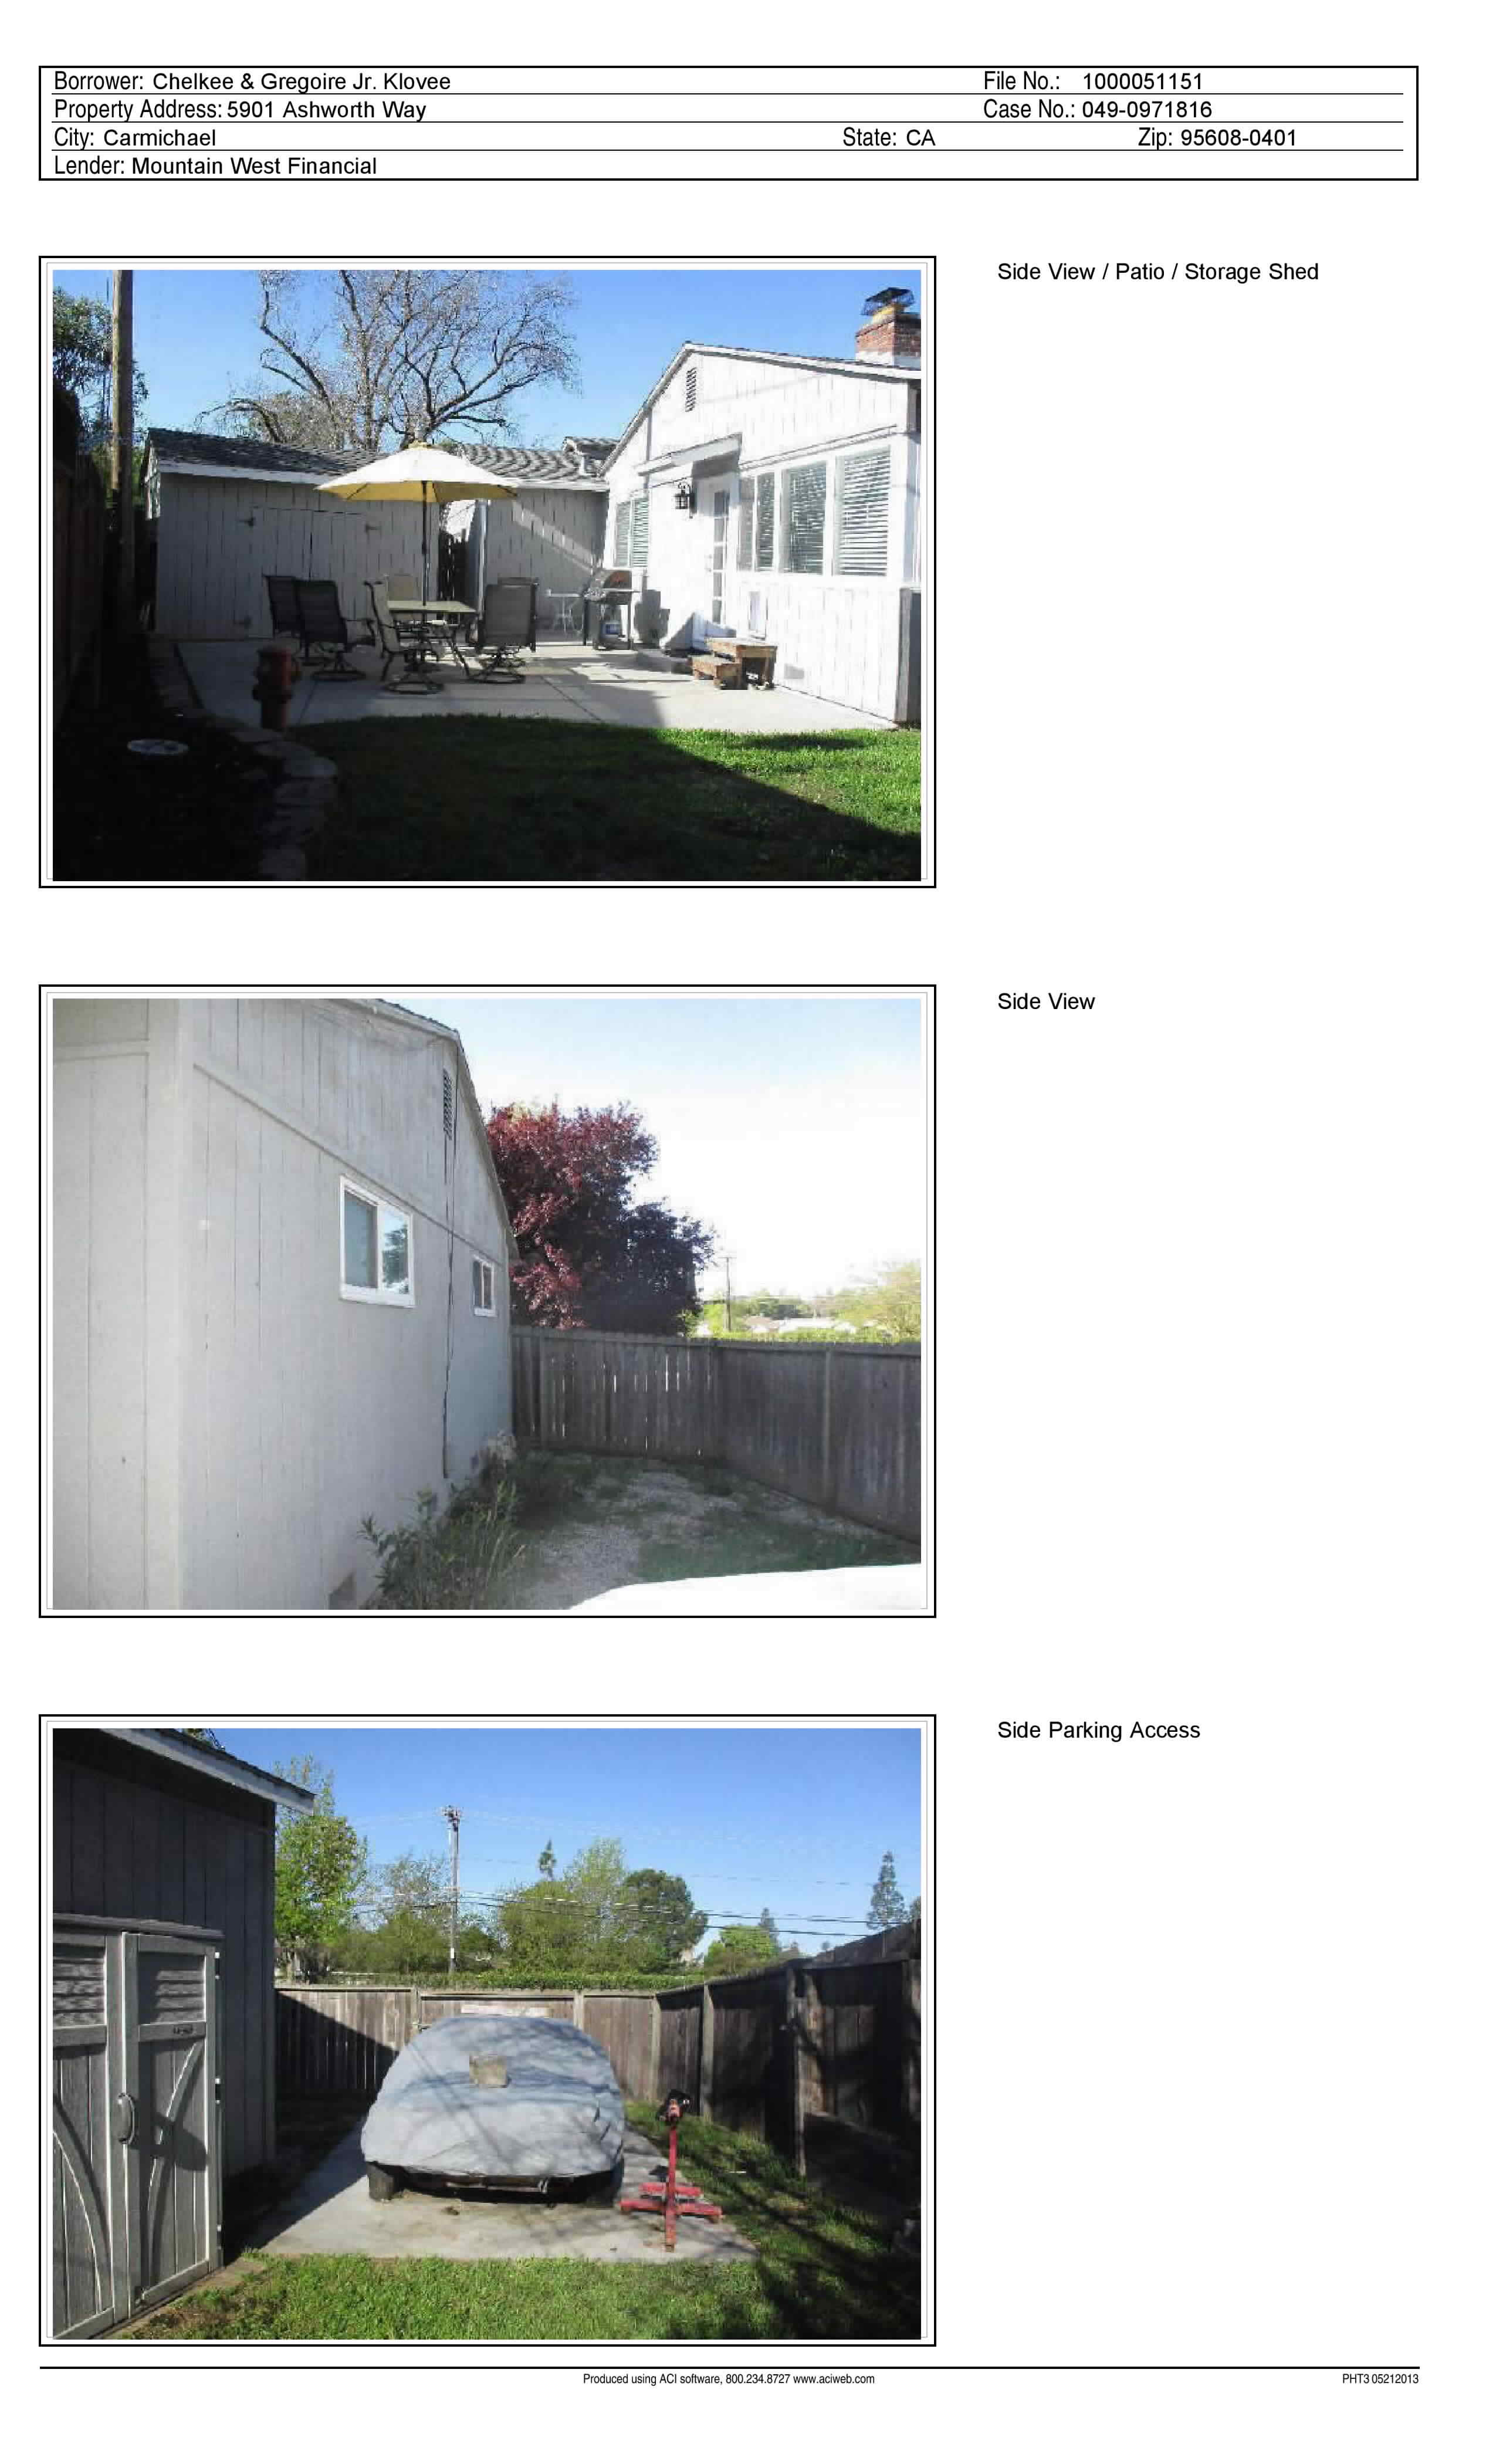 Borrower: Chelkee & Gregoire Jr. Klovee File No.: 1000051151
Property Address: 5901 Ashworth Way Case No.: 049-0971816
City: Carmichael State: CA Zip: 95608-0401
Lender: Mountain West Financial
Side View / Patio / Storage Shed
Side View
Side Parking Access
Produced using ACI software, 800.234.8727 www.aciweb.com PHT3 05212013